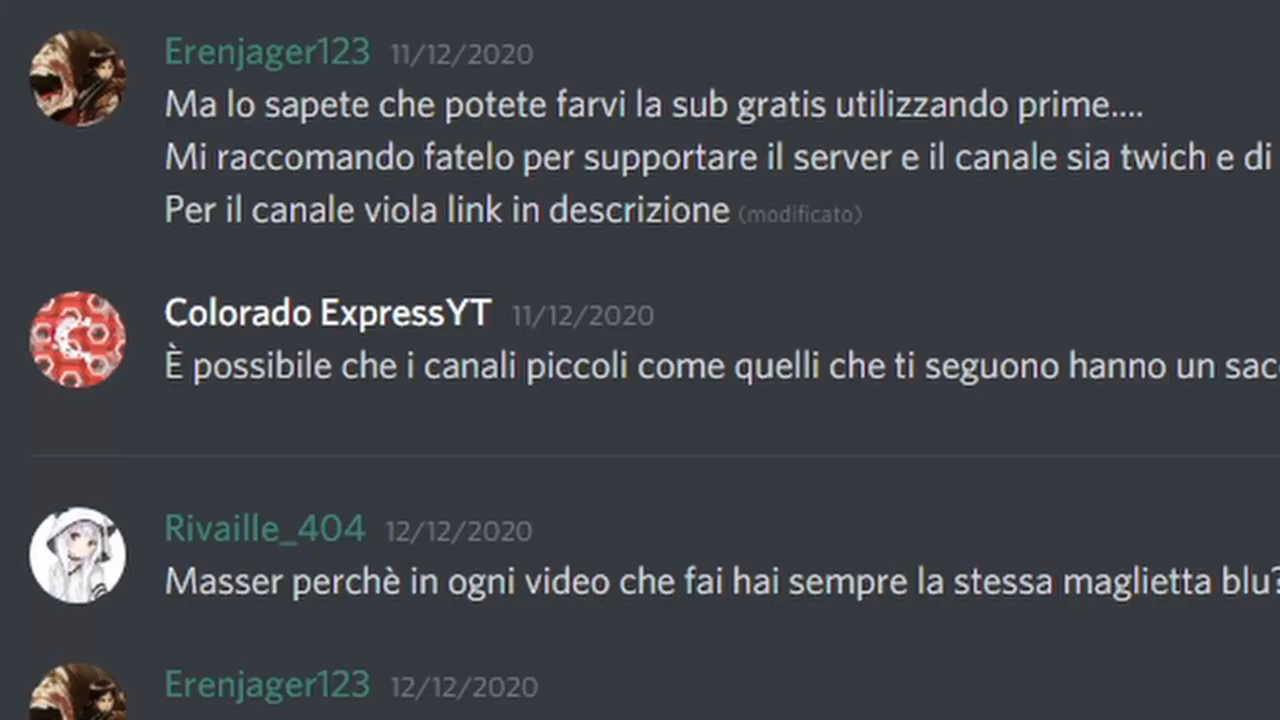 Erenjager123 11/12/2020
Ma lo sapete che potete farvi la sub gratis utilizzando prime....
Mi raccomando fatelo per supportare il server e il canale sia twich e di
Per il canale viola link in descrizione (modificato)
Colorado ExpressYT 11/12/2020
È possibile che i canali piccoli come quelli che ti seguono hanno un
Rivaille_404 12/12/2020
Masser perchè in ogni video che fai hai sempre la stessa maglietta blu?
Erenjager123 12/12/2020